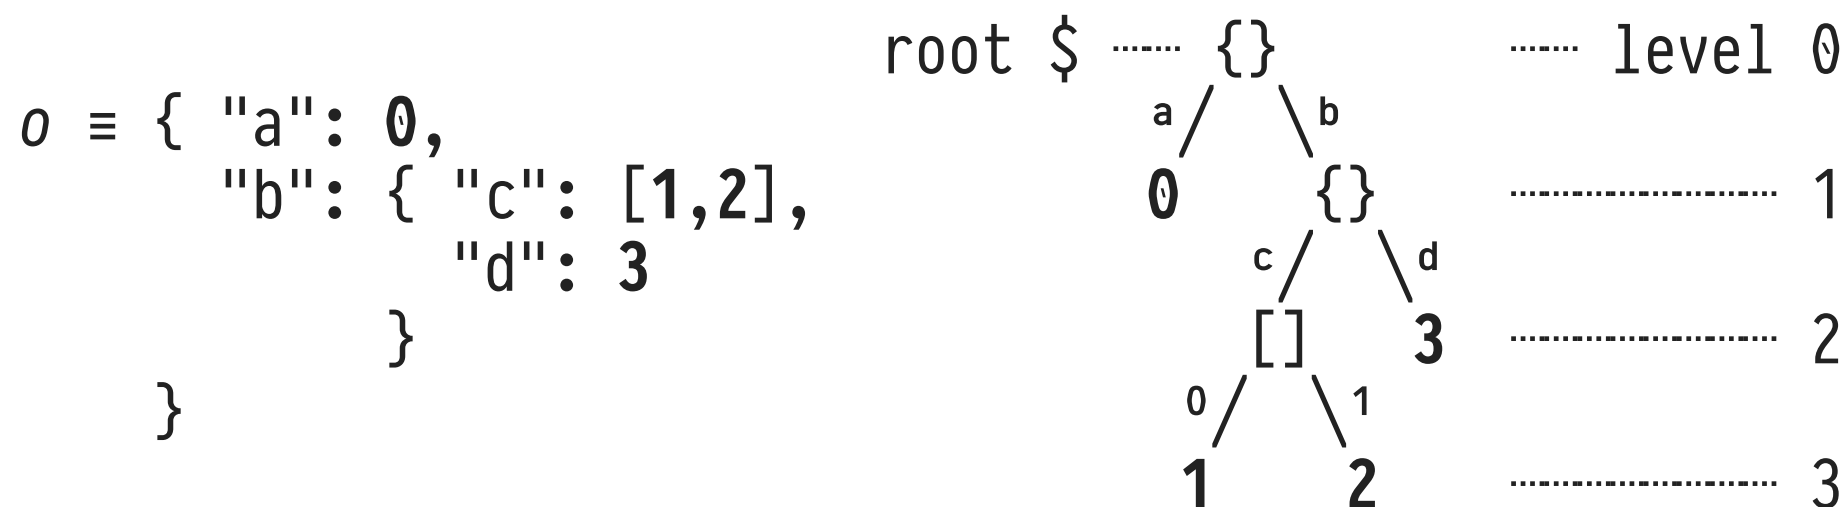 root $ {} level 0
a b
o ≡ { "a": 0,
0 {} 1
"b": { "c": [1,2],
c d
"d": 3
[] 3 2
}
0 1
}
1 2 3